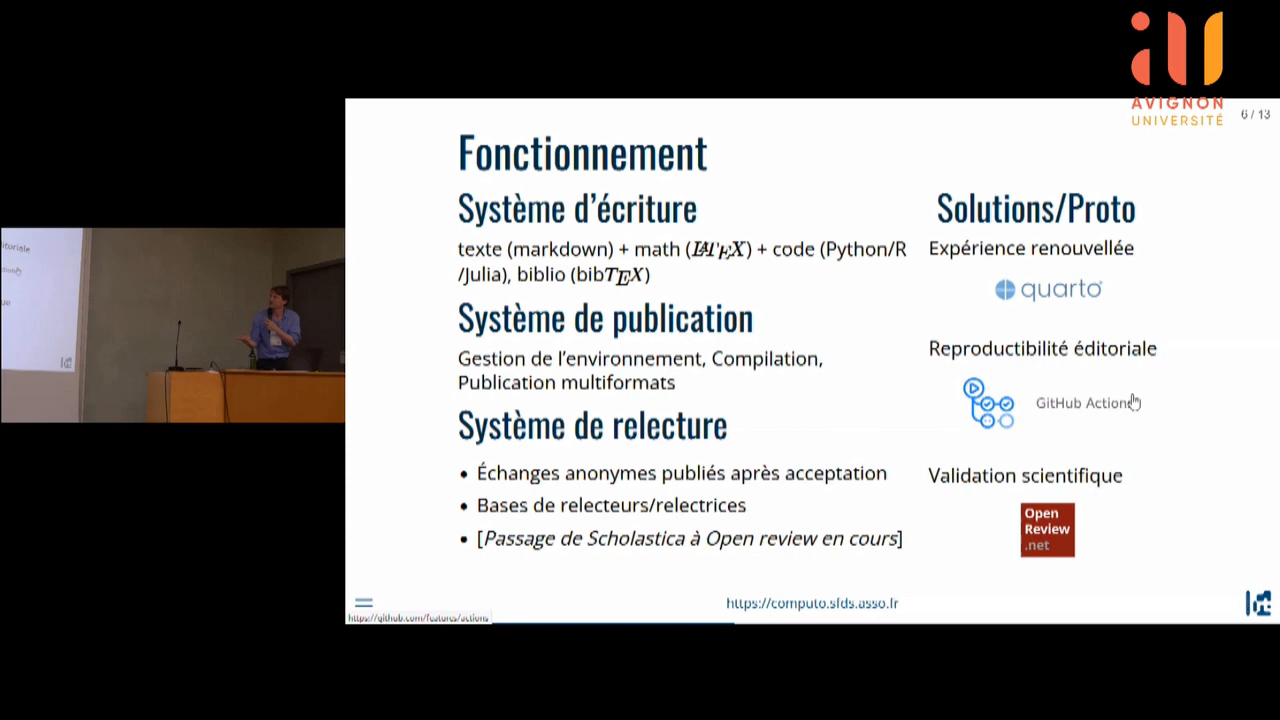 AVIGNON
UNIVERSITÉ
6 / 13
Fonctionnement
Système d'écriture
texte (markdown) + math (LATEX) + code (Python/R
/Julia), biblio (bibTEX)
Système de publication
Gestion de l'environnement, Compilation,
Publication multiformats
Système de relecture
• Échanges anonymes publiés après acceptation
• Bases de relecteurs/relectrices
• [Passage de Scholastica à Open review en cours]
Solutions/Proto
Expérience renouvellée
quarto
Reproductibilité éditoriale
GitHub Actions
Validation scientifique
Open
Review
.net
https://computo.sfds.asso.fr
https://github.com/features/actions